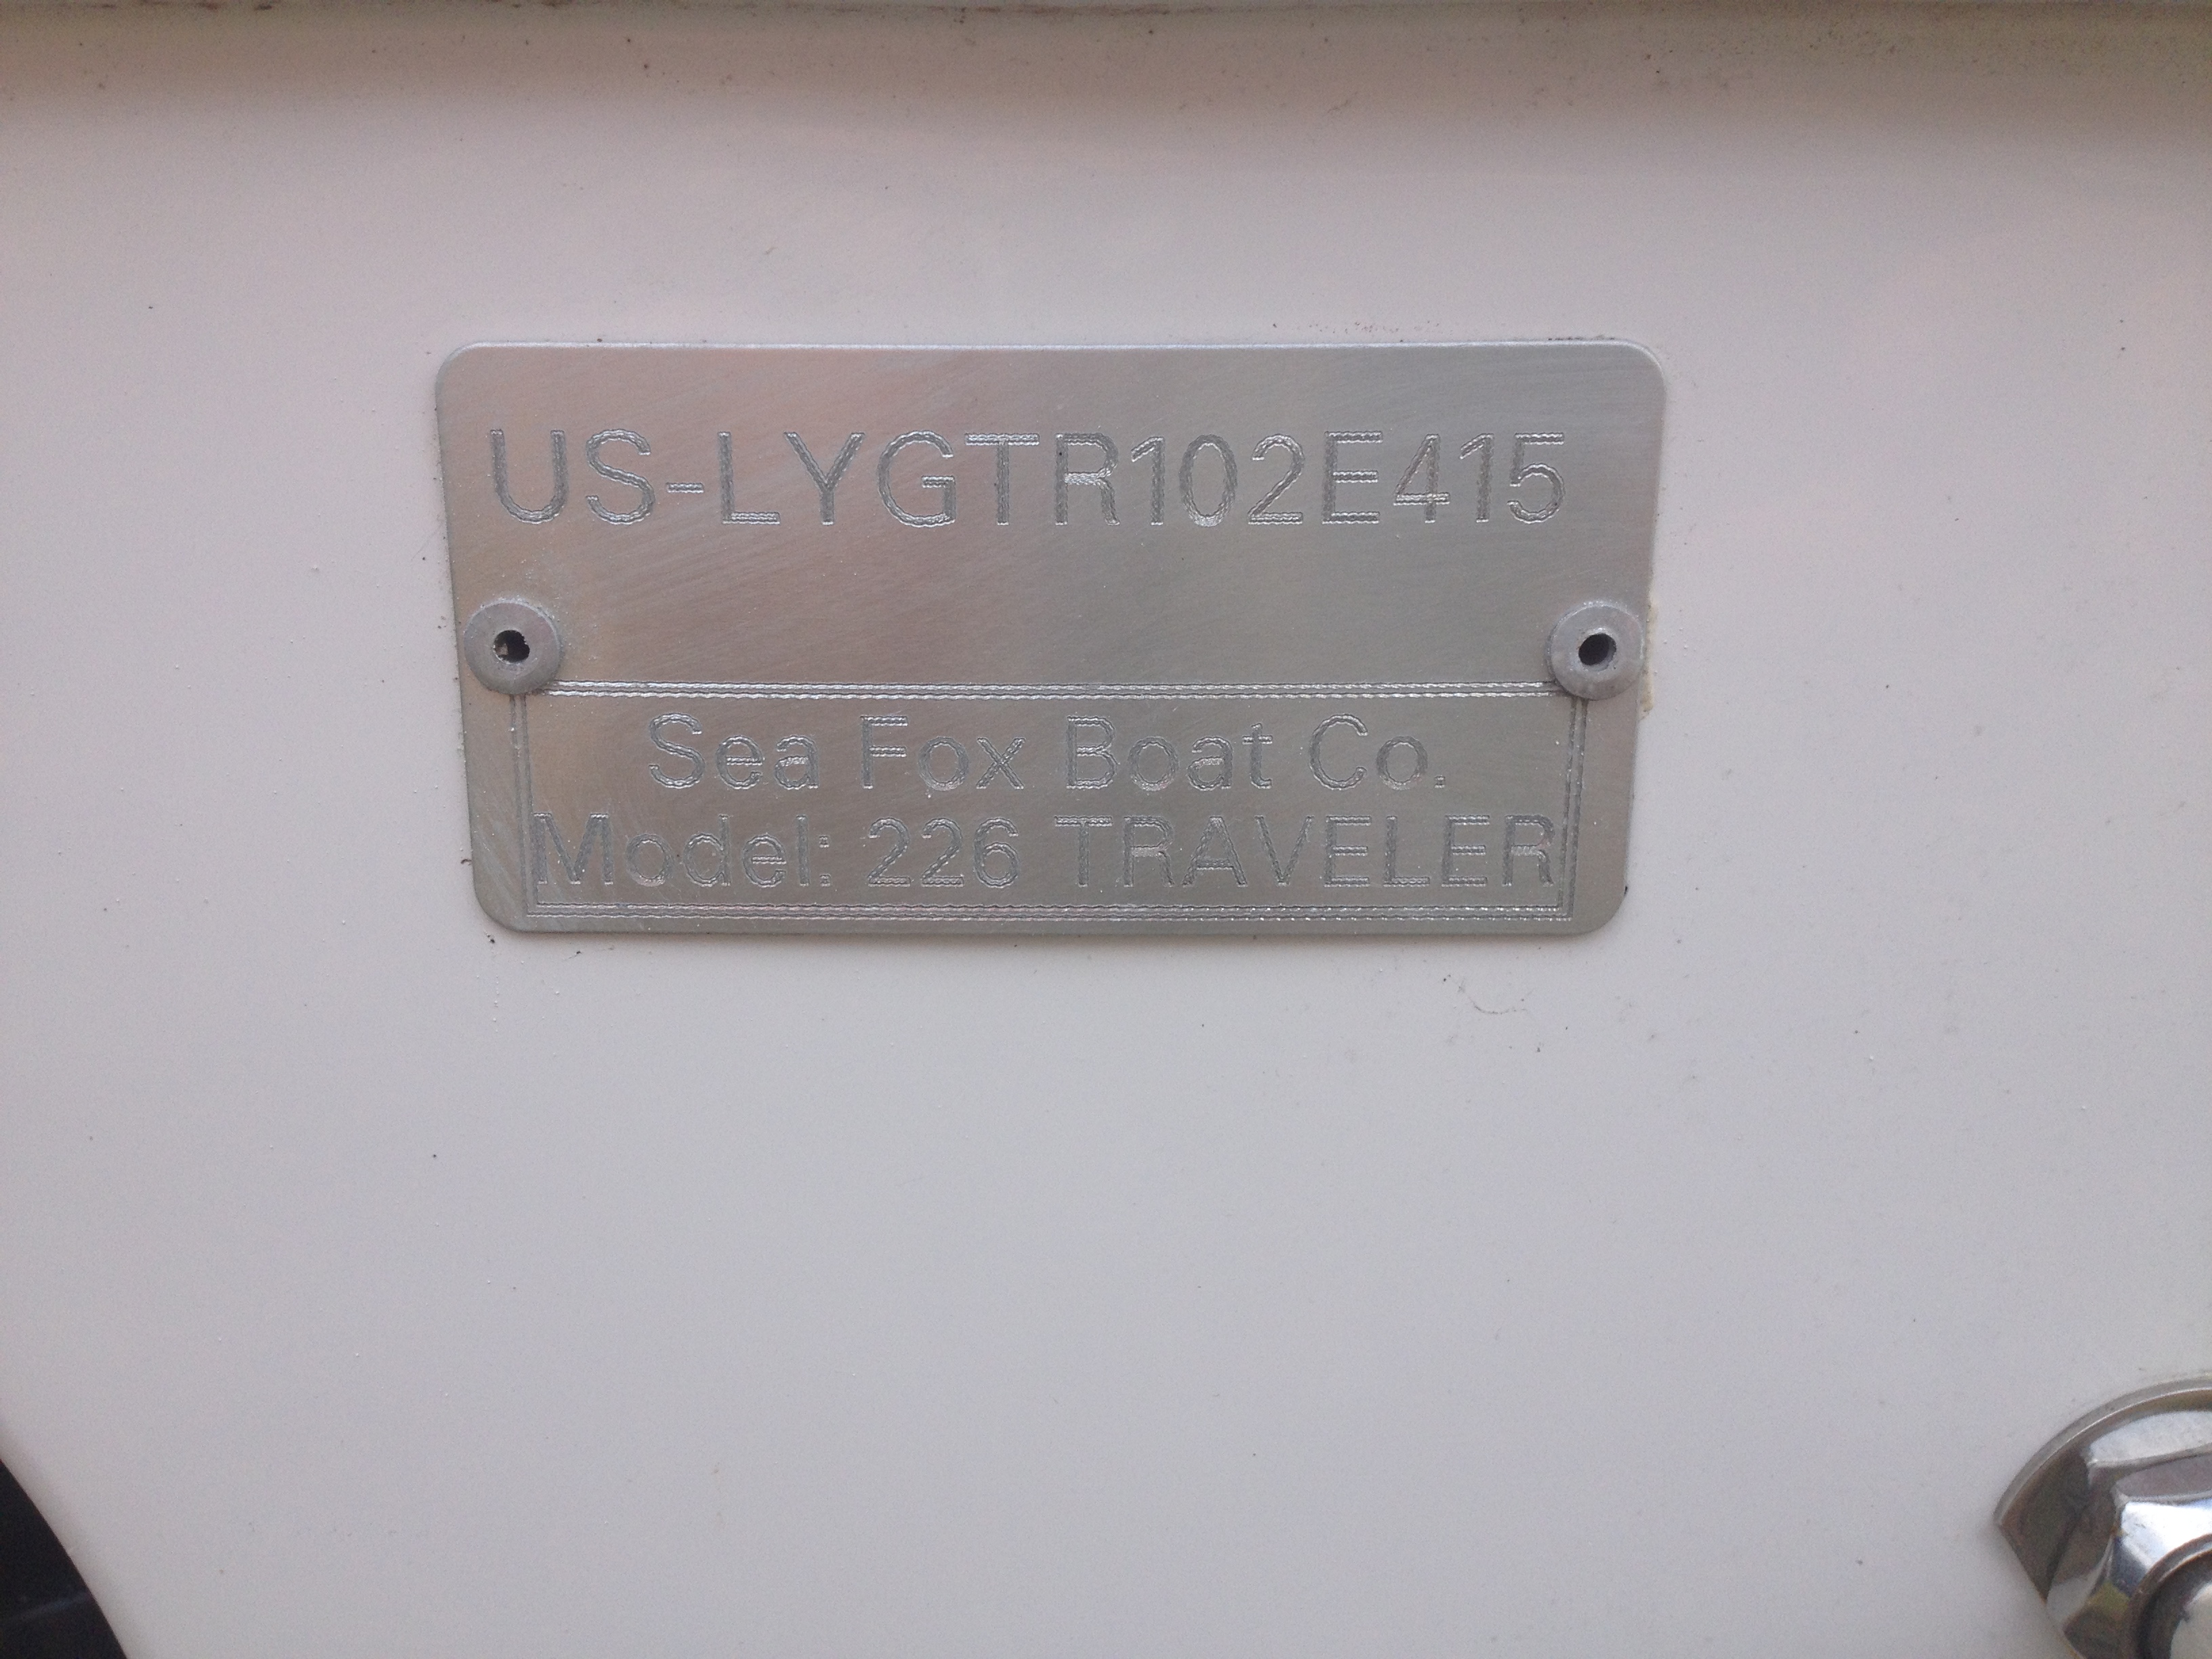 US-LYGTR102E415
Sea Fox Boat Co.
Model: 226 TRAVELER